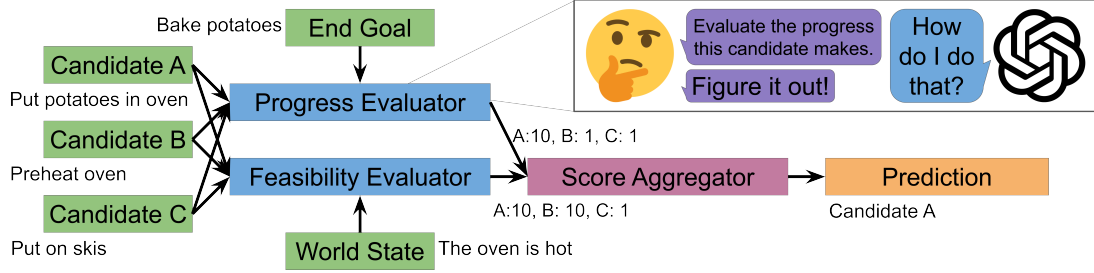 Bake potatoes
End Goal
Candidate A
Put potatoes in oven
Candidate B
Preheat oven
Candidate C
Put on skis
Progress Evaluator
Feasibility Evaluator
World State
The oven is hot
A:10, B: 1, C: 1
A:10, B: 10, C: 1
Score Aggregator
Prediction
Candidate A
Evaluate the progress
this candidate makes.
Figure it out!
How
do I do
that?